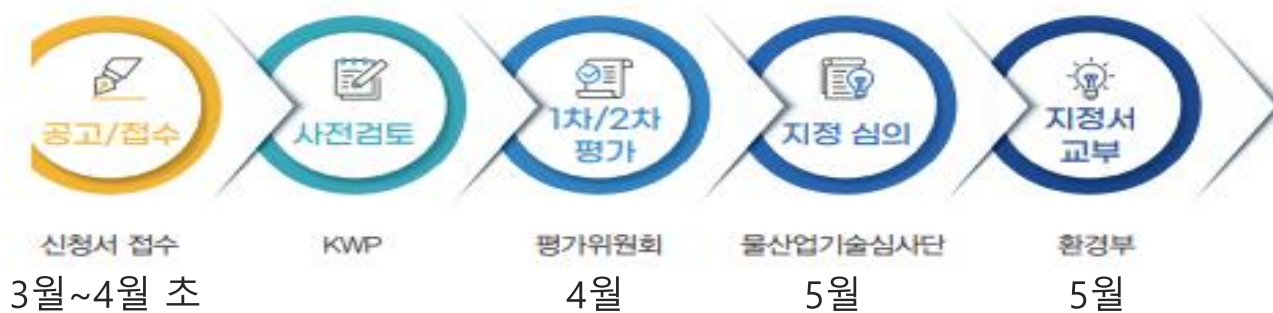 공고/접수
사전검토
1차/2차
평가
지정 심의
지정서
교부
신청서 접수
KWP
평가위원회
물산업기술심사단
환경부
3월~4월 초
4월
5월
5월